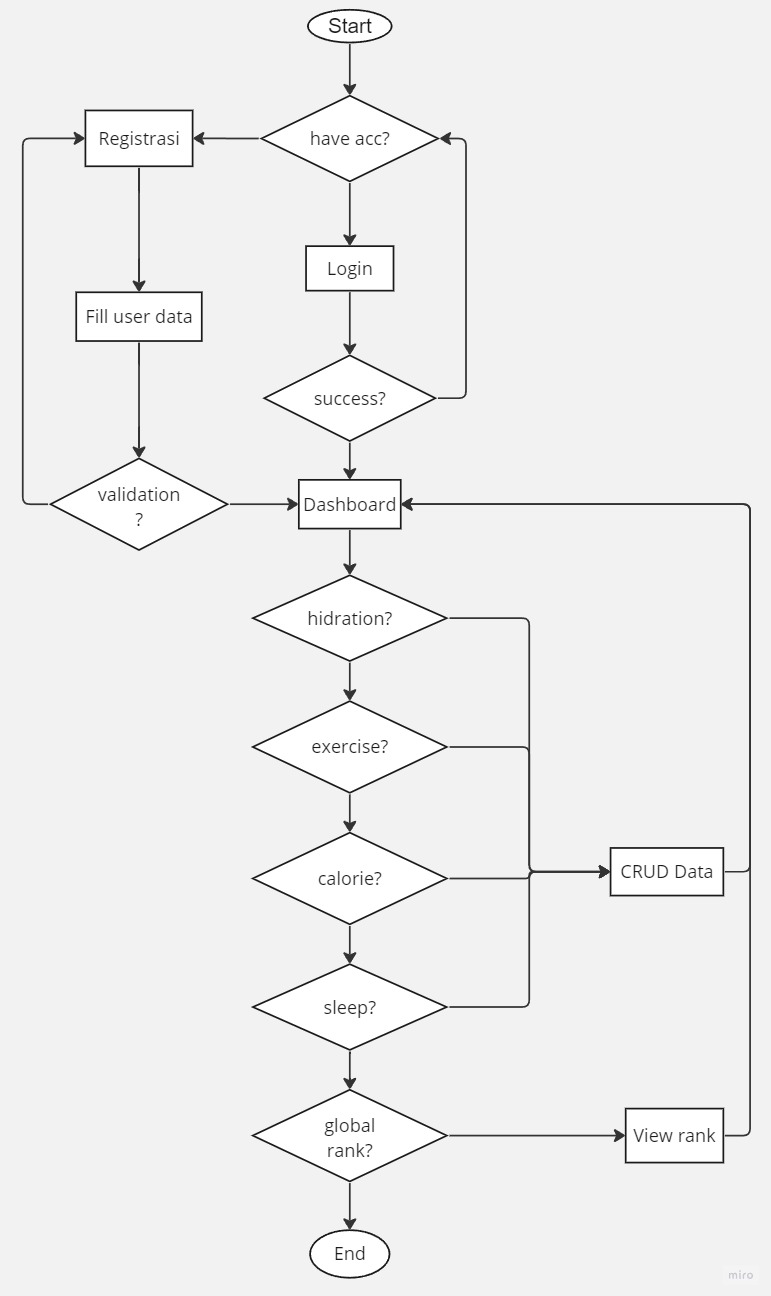 Start
have acc?
Registrasi
Login
Fill user data
success?
validation
?
Dashboard
hidration?
exercise?
calorie?
CRUD Data
sleep?
global
rank?
View rank
End
miro